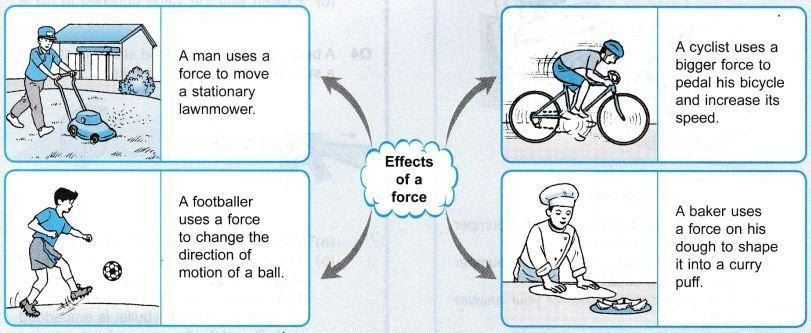 A man uses a
force to move
a stationary
lawnmower.
A cyclist uses a
bigger force to
pedal his bicycle
and increase its
speed.
Effects
of a
force
A footballer
uses a force
to change the
direction of
motion of a ball.
A baker uses
a force on his
dough to shape
it into a curry
puff.